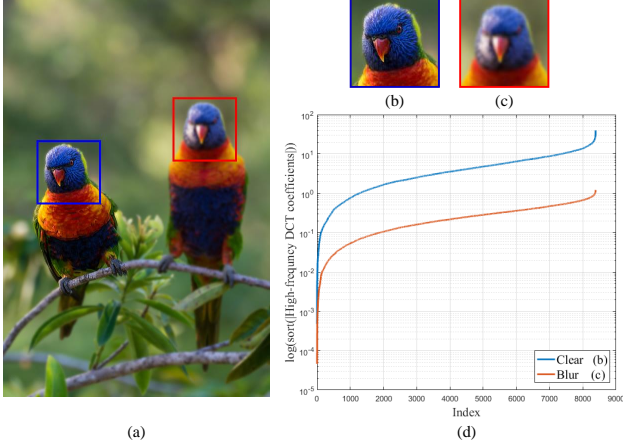 (b)
(c)
log(sort(|High-frequncy DCT coefficients|))
10^2
10^1
10^0
10^-1
10^-2
10^-3
10^-4
10^-5
0 1000 2000 3000 4000 5000 6000 7000 8000 9000
Clear (b)
Blur (c)
Index
(a)
(d)